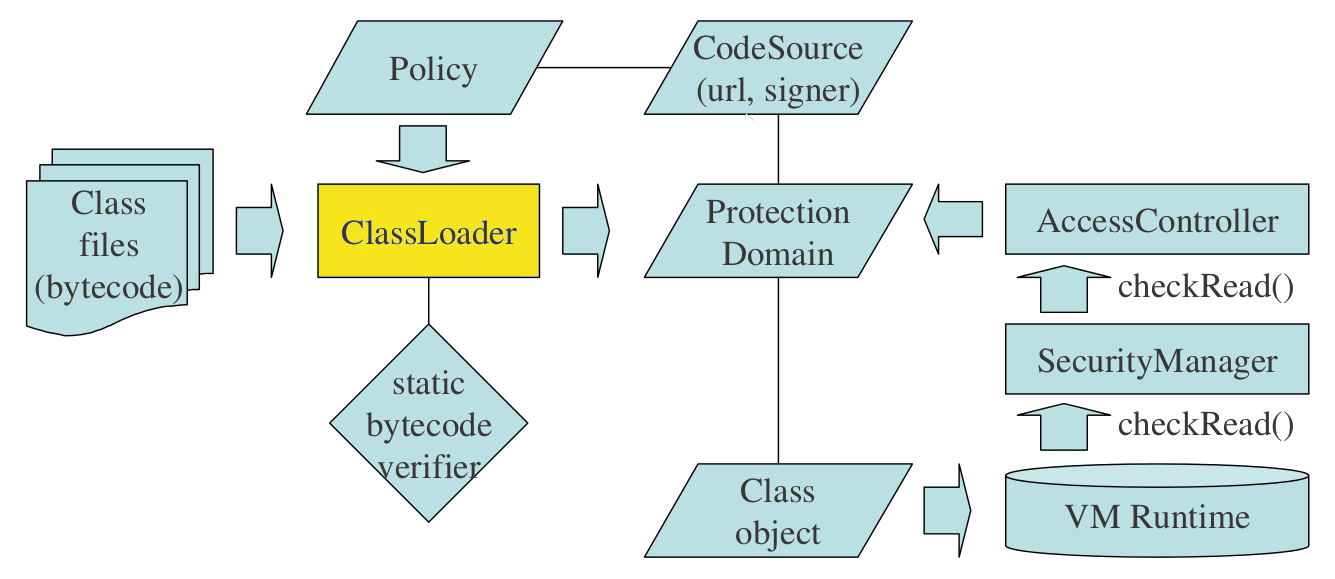 Policy
CodeSource
(url, signer)
Class
files
(bytecode)
ClassLoader
Protection
Domain
AccessController
checkRead()
static
bytecode
verifier
SecurityManager
checkRead()
Class
object
VM Runtime